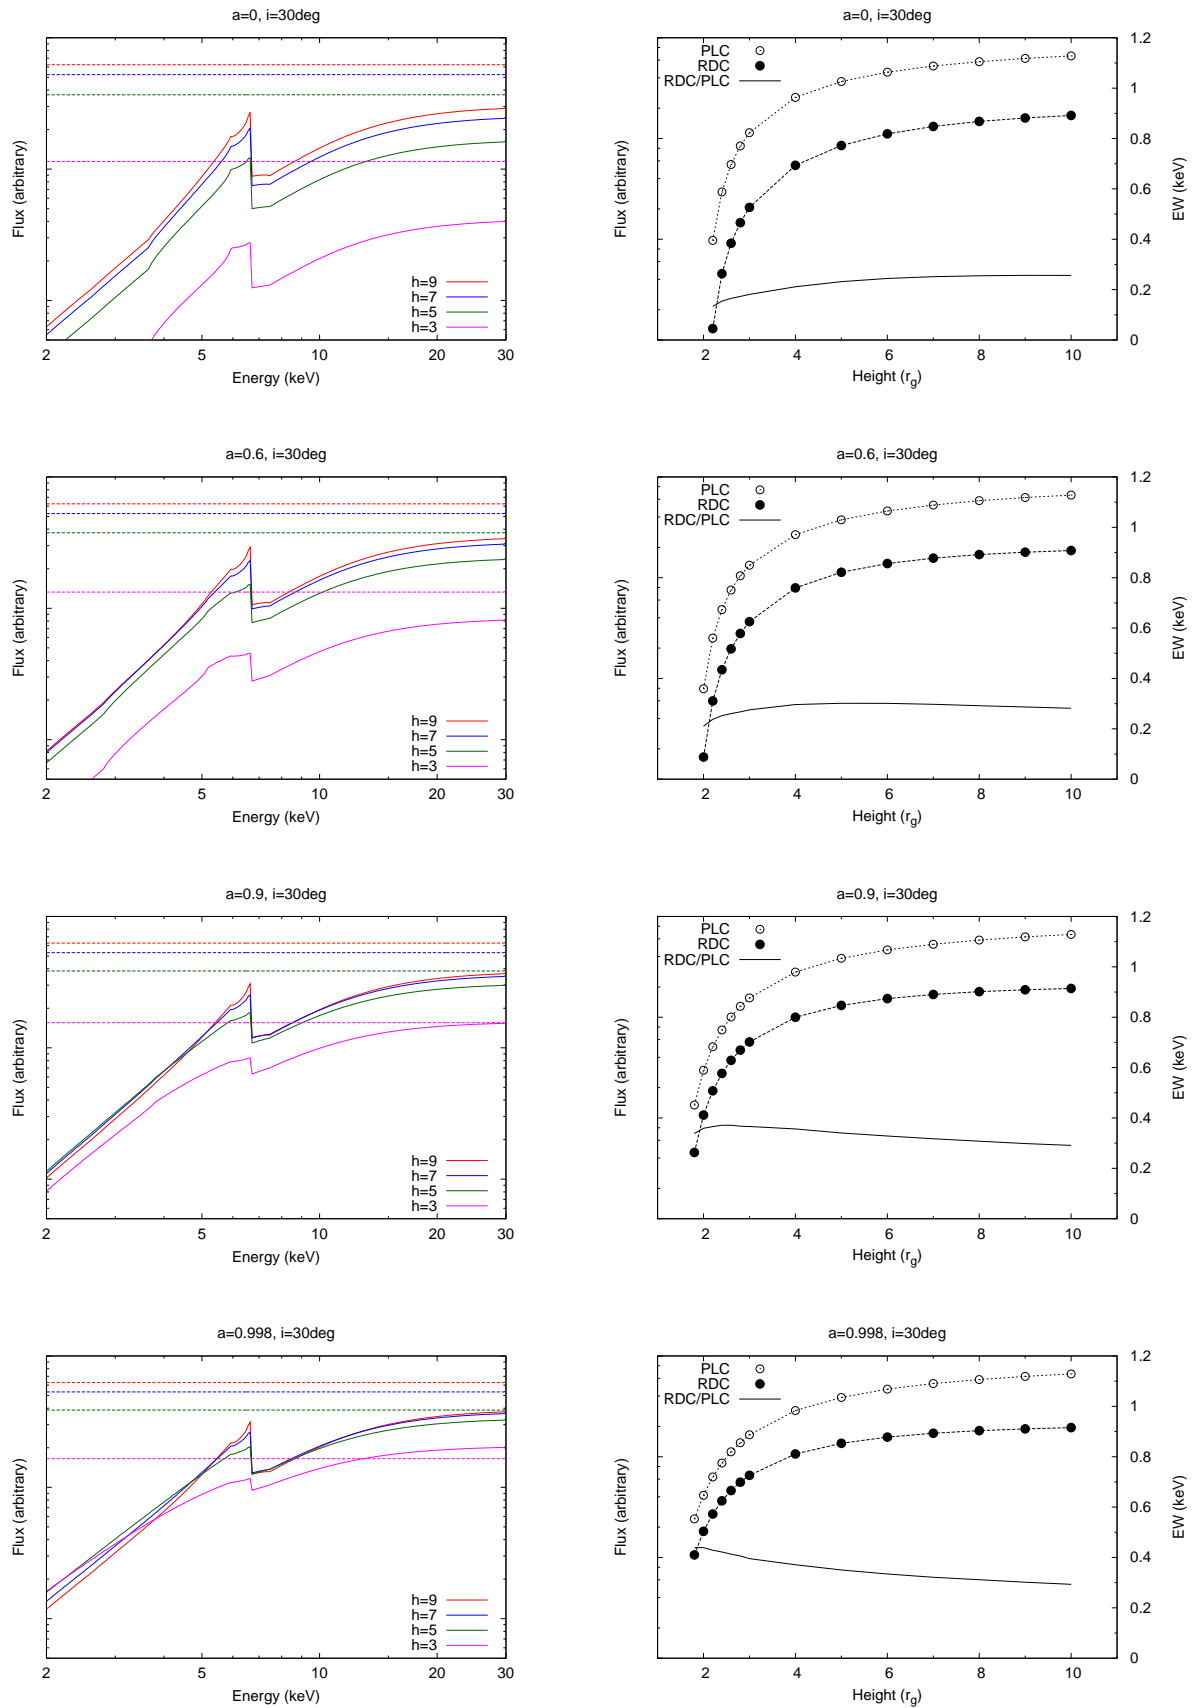 a=0, i=30deg
Flux (arbitrary)
h=9
h=7
h=5
h=3
2 5 10 20 30
Energy (keV)
a=0, i=30deg
PLC
RDC
RDC/PLC
Flux (arbitrary)
1.2
1
0.8
0.6
0.4
0.2
0
EW (keV)
2 4 6 8 10
Height (r_g)
a=0.6, i=30deg
Flux (arbitrary)
h=9
h=7
h=5
h=3
2 5 10 20 30
Energy (keV)
a=0.6, i=30deg
PLC
RDC
RDC/PLC
Flux (arbitrary)
1.2
1
0.8
0.6
0.4
0.2
0
EW (keV)
2 4 6 8 10
Height (r_g)
a=0.9, i=30deg
Flux (arbitrary)
h=9
h=7
h=5
h=3
2 5 10 20 30
Energy (keV)
a=0.9, i=30deg
PLC
RDC
RDC/PLC
Flux (arbitrary)
1.2
1
0.8
0.6
0.4
0.2
0
EW (keV)
2 4 6 8 10
Height (r_g)
a=0.998, i=30deg
Flux (arbitrary)
h=9
h=7
h=5
h=3
2 5 10 20 30
Energy (keV)
a=0.998, i=30deg
PLC
RDC
RDC/PLC
Flux (arbitrary)
1.2
1
0.8
0.6
0.4
0.2
0
EW (keV)
2 4 6 8 10
Height (r_g)